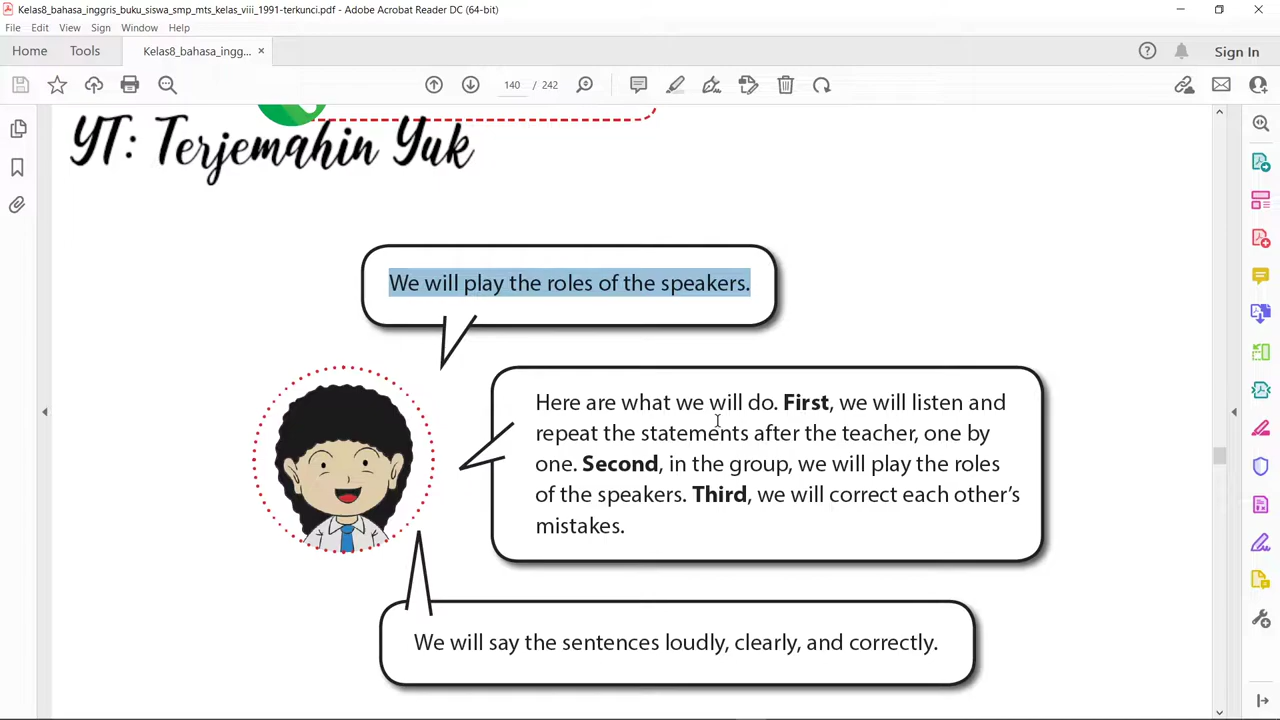 Kelas8_bahasa_inggris_buku_siswa_smp_mts_kelas_viii_1991-terkunci.pdf - Adobe Acrobat Reader DC (64-bit)
File Edit View Sign Window Help
Home Tools Kelas8_bahasa_ingg... × Sign In
140 / 242
YT: Terjemahin Yuk
We will play the roles of the speakers.
Here are what we will do. First, we will listen and
repeat the statements after the teacher, one by
one. Second, in the group, we will play the roles
of the speakers. Third, we will correct each other's
mistakes.
We will say the sentences loudly, clearly, and correctly.